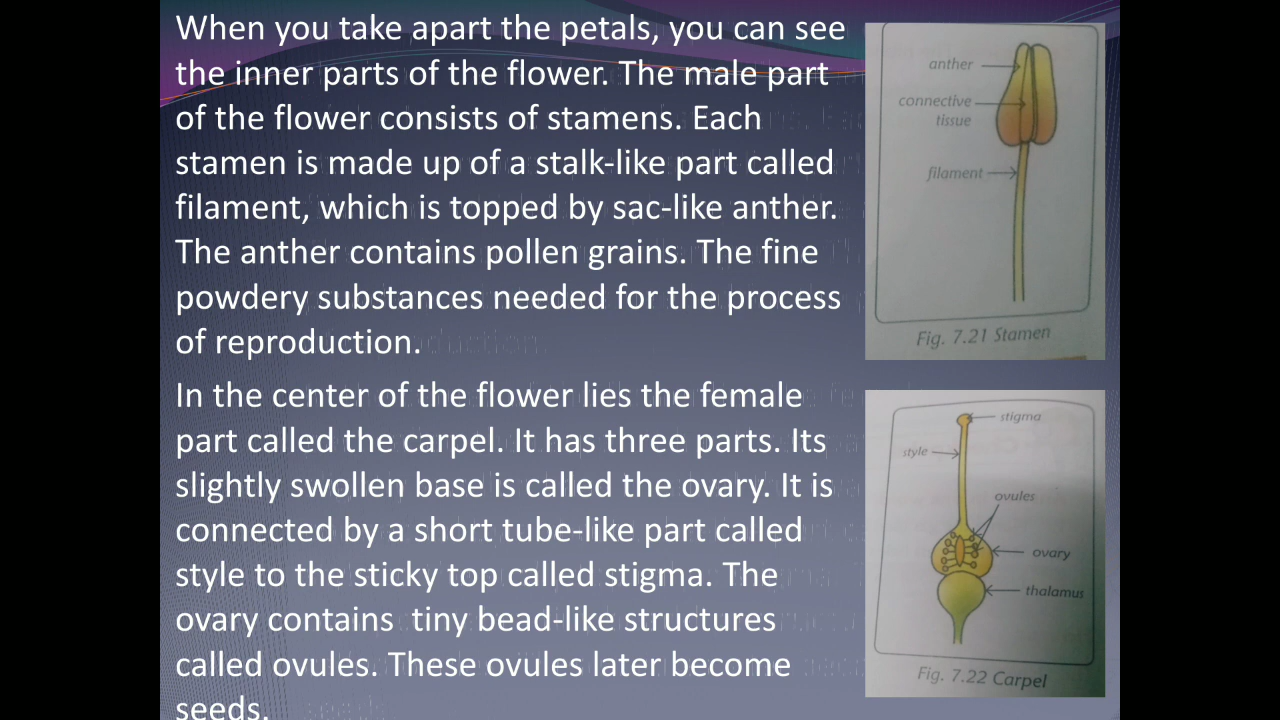 When you take apart the petals, you can see
the inner parts of the flower. The male part
of the flower consists of stamens. Each
stamen is made up of a stalk-like part called
filament, which is topped by sac-like anther.
The anther contains pollen grains. The fine
powdery substances needed for the process
of reproduction.
In the center of the flower lies the female
part called the carpel. It has three parts. Its
slightly swollen base is called the ovary. It is
connected by a short tube-like part called
style to the sticky top called stigma. The
ovary contains tiny bead-like structures
called ovules. These ovules later become
seeds.
anther
connective
tissue
filament
Fig. 7.21 Stamen
stigma
style
ovules
ovary
thalamus
Fig. 7.22 Carpel